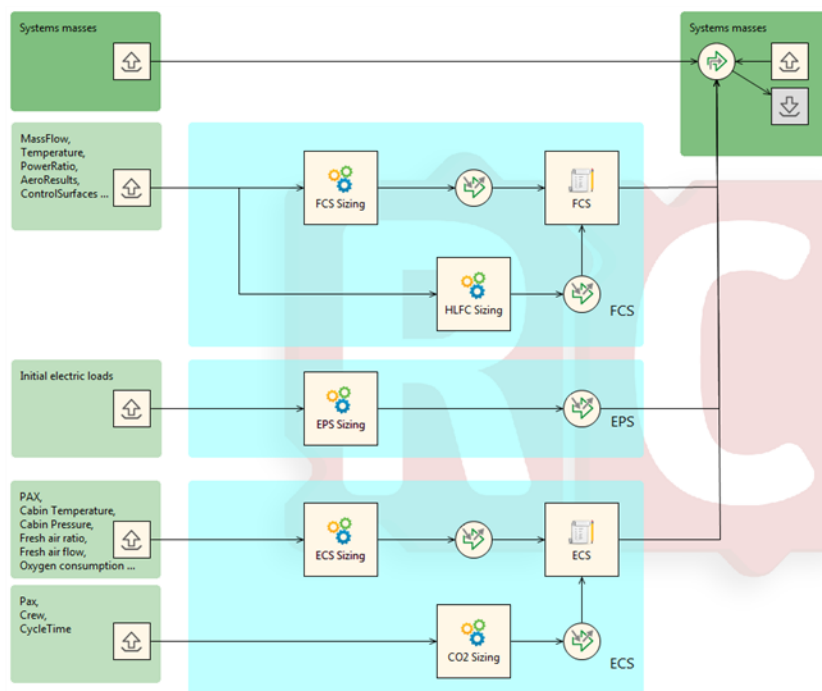 Systems masses
Systems masses
MassFlow,
Temperature,
PowerRatio,
AeroResults,
ControlSurfaces ...
FCS Sizing
FCS
HLFC Sizing
FCS
Initial electric loads
EPS Sizing
EPS
PAX,
Cabin Temperature,
Cabin Pressure,
Fresh air ratio,
Fresh air flow,
Oxygen consumption ...
ECS Sizing
ECS
Pax,
Crew,
CycleTime
CO2 Sizing
ECS
RiC